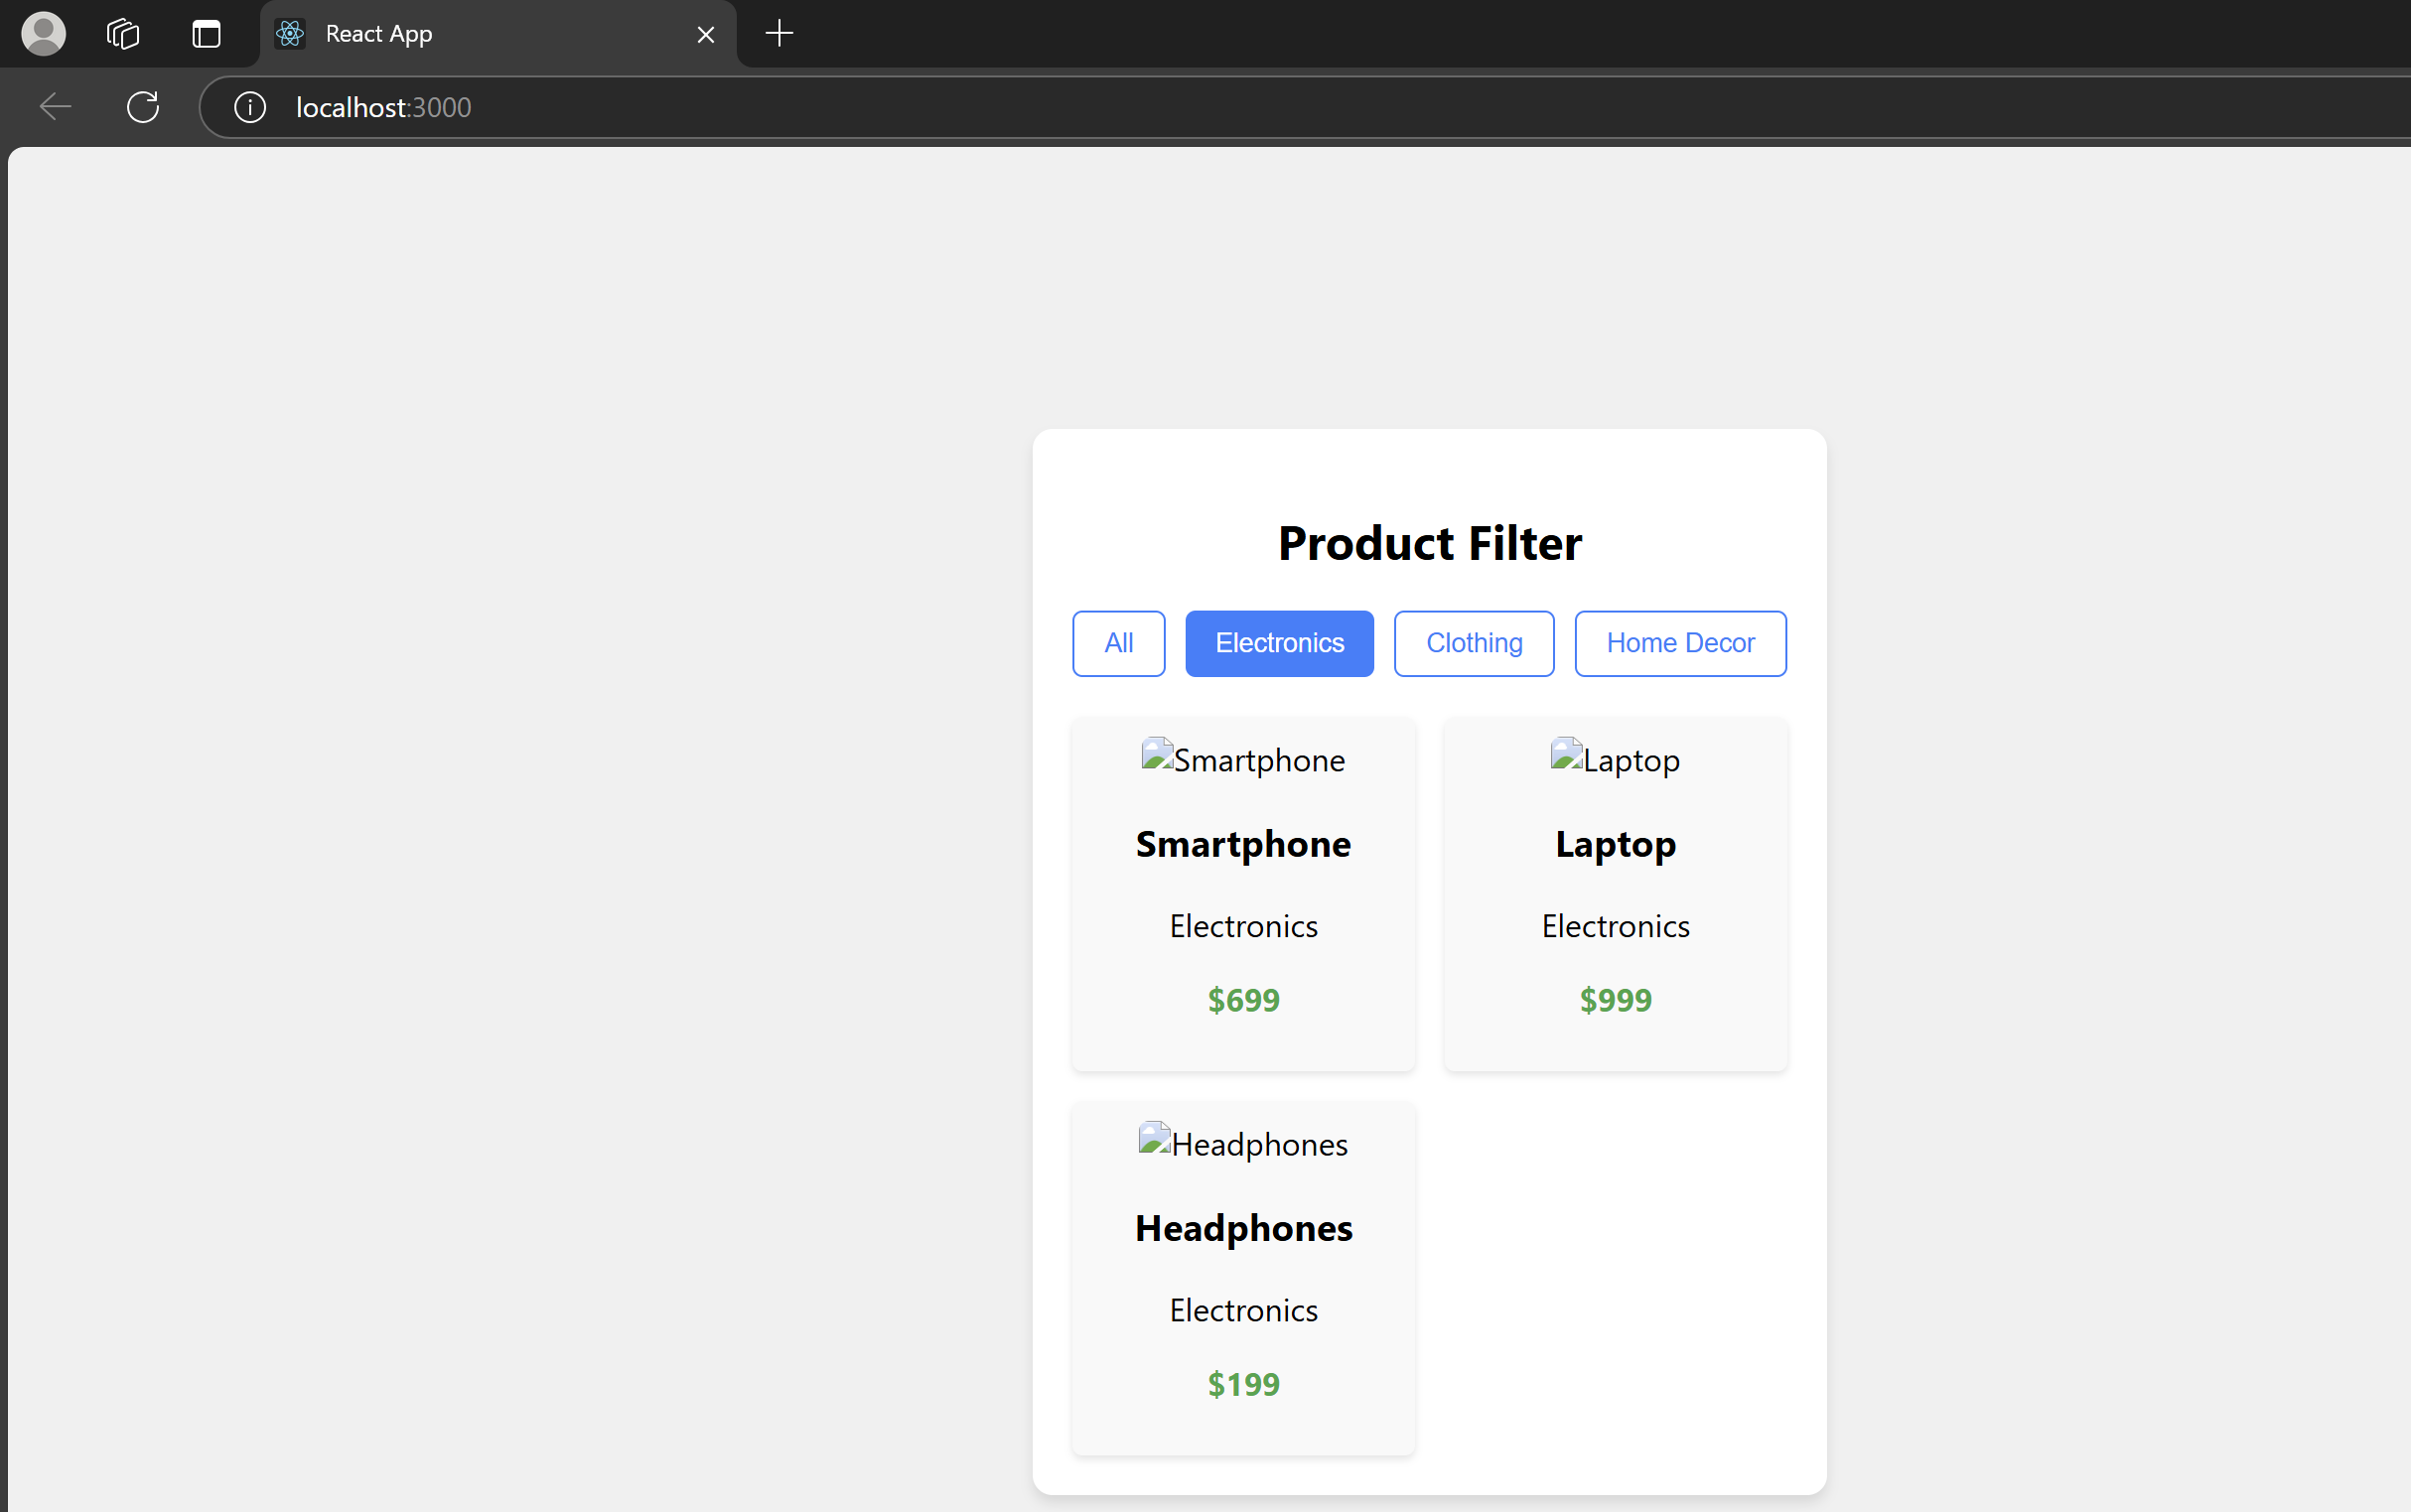 React App
localhost:3000
Product Filter
All Electronics Clothing Home Decor
Smartphone Laptop
Smartphone Laptop
Electronics Electronics
$699 $999
Headphones
Headphones
Electronics
$199